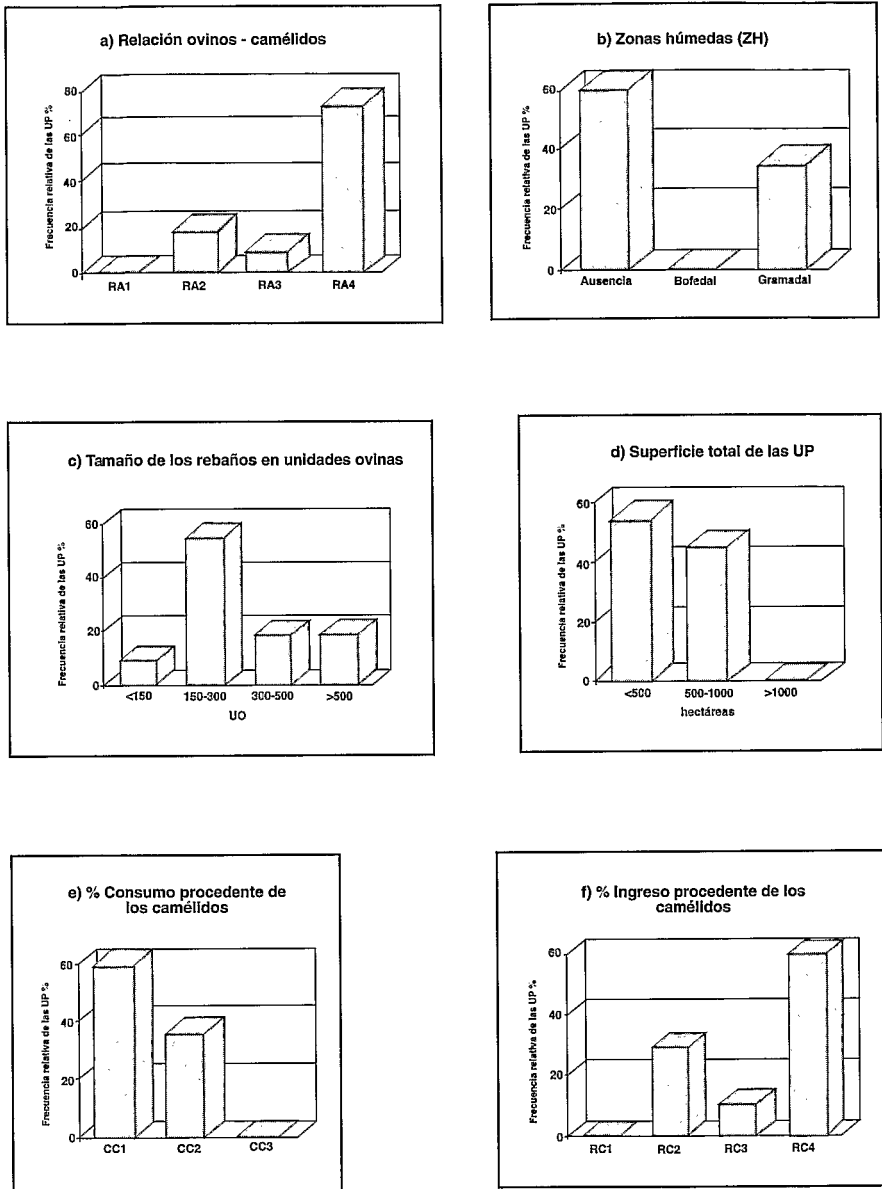 a) Relación ovinos - camélidos
Frecuencia relativa de las UP %
80
60
40
20
0
RA1 RA2 RA3 RA4
b) Zonas húmedas (ZH)
Frecuencia relativa de las UP %
60
40
20
0
Ausencia Bofedal Gramadal
c) Tamaño de los rebaños en unidades ovinas
Frecuencia relativa de las UP %
60
40
20
0
<150 150-300 300-500 >500
UO
d) Superficie total de las UP
Frecuencia relativa de las UP %
60
40
20
0
<500 500-1000 >1000
hectáreas
e) % Consumo procedente de
los camélidos
Frecuencia relativa de las UP %
60
40
20
0
CC1 CC2 CC3
f) % Ingreso procedente de los
camélidos
Frecuencia relativa de las UP %
60
40
20
0
RC1 RC2 RC3 RC4